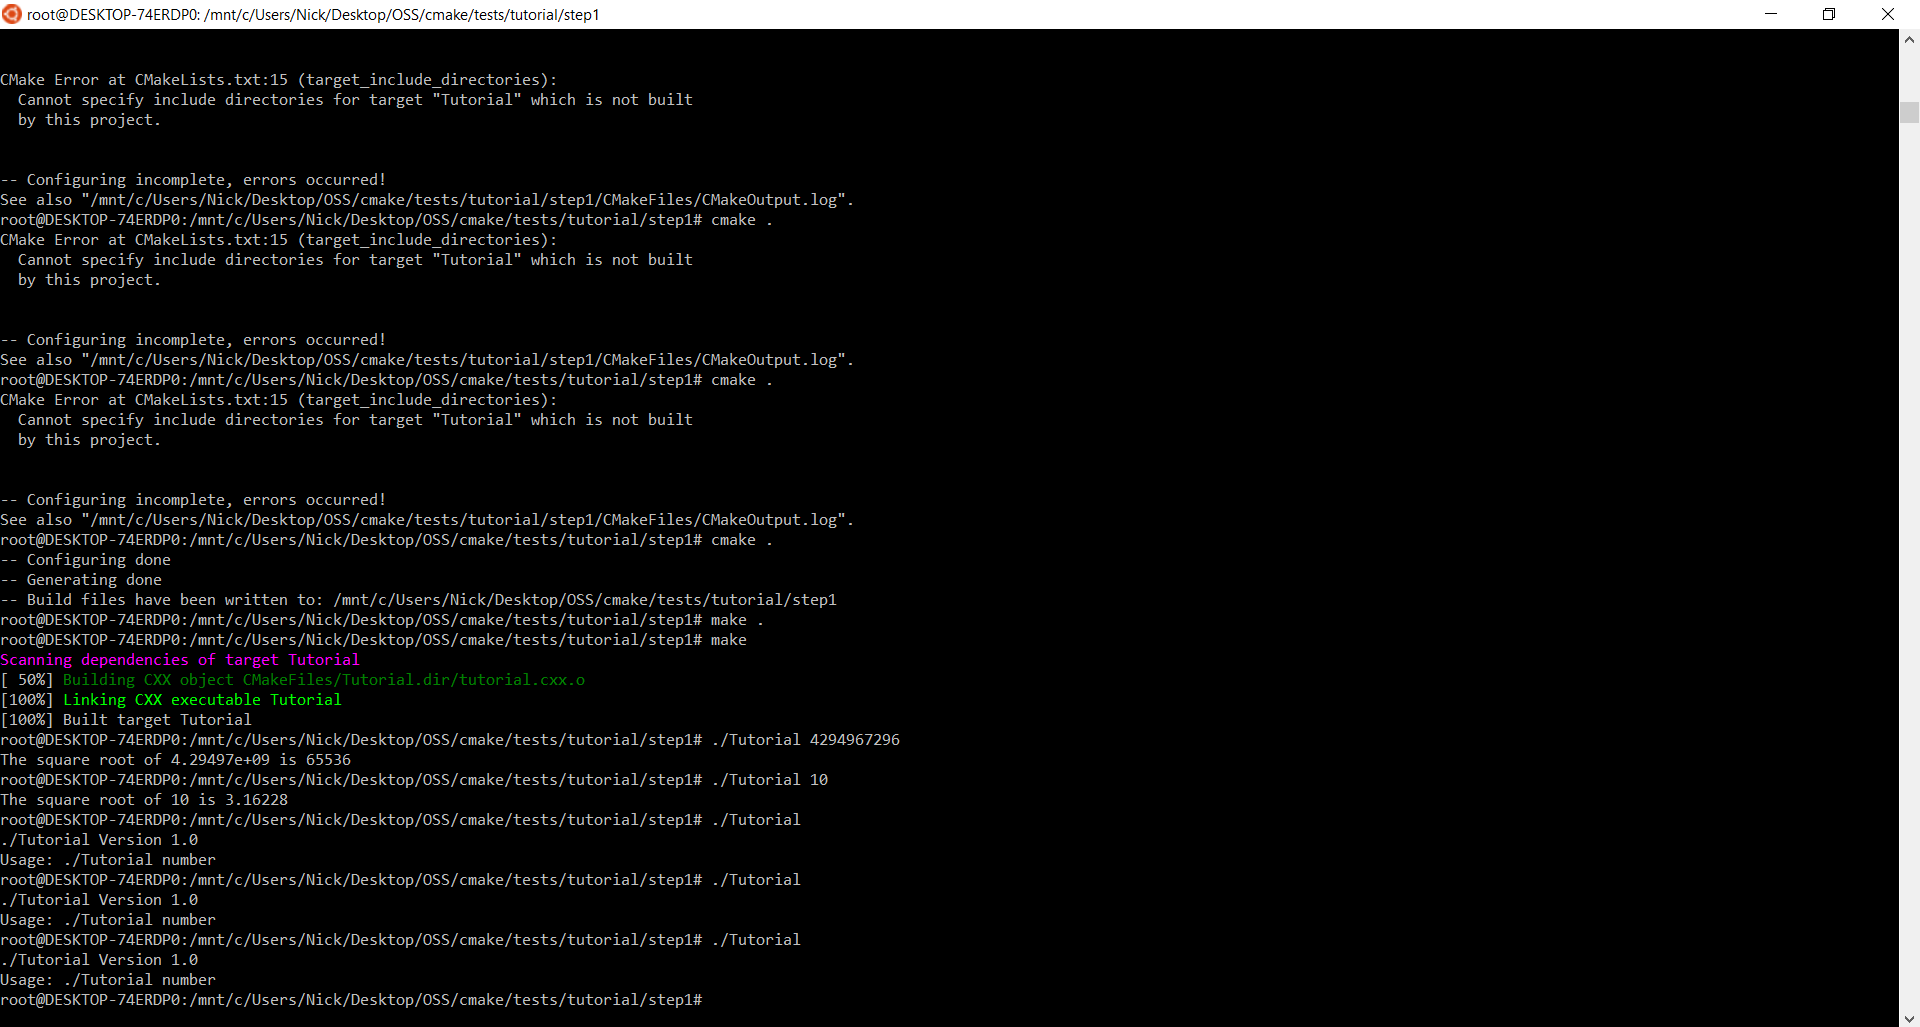 root@DESKTOP-74ERDP0: /mnt/c/Users/Nick/Desktop/OSS/cmake/tests/tutorial/step1
CMake Error at CMakeLists.txt:15 (target_include_directories):
  Cannot specify include directories for target "Tutorial" which is not built
  by this project.
-- Configuring incomplete, errors occurred!
See also "/mnt/c/Users/Nick/Desktop/OSS/cmake/tests/tutorial/step1/CMakeFiles/CMakeOutput.log".
root@DESKTOP-74ERDP0:/mnt/c/Users/Nick/Desktop/OSS/cmake/tests/tutorial/step1# cmake .
CMake Error at CMakeLists.txt:15 (target_include_directories):
  Cannot specify include directories for target "Tutorial" which is not built
  by this project.
-- Configuring incomplete, errors occurred!
See also "/mnt/c/Users/Nick/Desktop/OSS/cmake/tests/tutorial/step1/CMakeFiles/CMakeOutput.log".
root@DESKTOP-74ERDP0:/mnt/c/Users/Nick/Desktop/OSS/cmake/tests/tutorial/step1# cmake .
CMake Error at CMakeLists.txt:15 (target_include_directories):
  Cannot specify include directories for target "Tutorial" which is not built
  by this project.
-- Configuring incomplete, errors occurred!
See also "/mnt/c/Users/Nick/Desktop/OSS/cmake/tests/tutorial/step1/CMakeFiles/CMakeOutput.log".
root@DESKTOP-74ERDP0:/mnt/c/Users/Nick/Desktop/OSS/cmake/tests/tutorial/step1# cmake .
-- Configuring done
-- Generating done
-- Build files have been written to: /mnt/c/Users/Nick/Desktop/OSS/cmake/tests/tutorial/step1
root@DESKTOP-74ERDP0:/mnt/c/Users/Nick/Desktop/OSS/cmake/tests/tutorial/step1# make .
root@DESKTOP-74ERDP0:/mnt/c/Users/Nick/Desktop/OSS/cmake/tests/tutorial/step1# make
Scanning dependencies of target Tutorial
[ 50%] Building CXX object CMakeFiles/Tutorial.dir/tutorial.cxx.o
[100%] Linking CXX executable Tutorial
[100%] Built target Tutorial
root@DESKTOP-74ERDP0:/mnt/c/Users/Nick/Desktop/OSS/cmake/tests/tutorial/step1# ./Tutorial 4294967296
The square root of 4.29497e+09 is 65536
root@DESKTOP-74ERDP0:/mnt/c/Users/Nick/Desktop/OSS/cmake/tests/tutorial/step1# ./Tutorial 10
The square root of 10 is 3.16228
root@DESKTOP-74ERDP0:/mnt/c/Users/Nick/Desktop/OSS/cmake/tests/tutorial/step1# ./Tutorial
./Tutorial Version 1.0
Usage: ./Tutorial number
root@DESKTOP-74ERDP0:/mnt/c/Users/Nick/Desktop/OSS/cmake/tests/tutorial/step1# ./Tutorial
./Tutorial Version 1.0
Usage: ./Tutorial number
root@DESKTOP-74ERDP0:/mnt/c/Users/Nick/Desktop/OSS/cmake/tests/tutorial/step1# ./Tutorial
./Tutorial Version 1.0
Usage: ./Tutorial number
root@DESKTOP-74ERDP0:/mnt/c/Users/Nick/Desktop/OSS/cmake/tests/tutorial/step1#